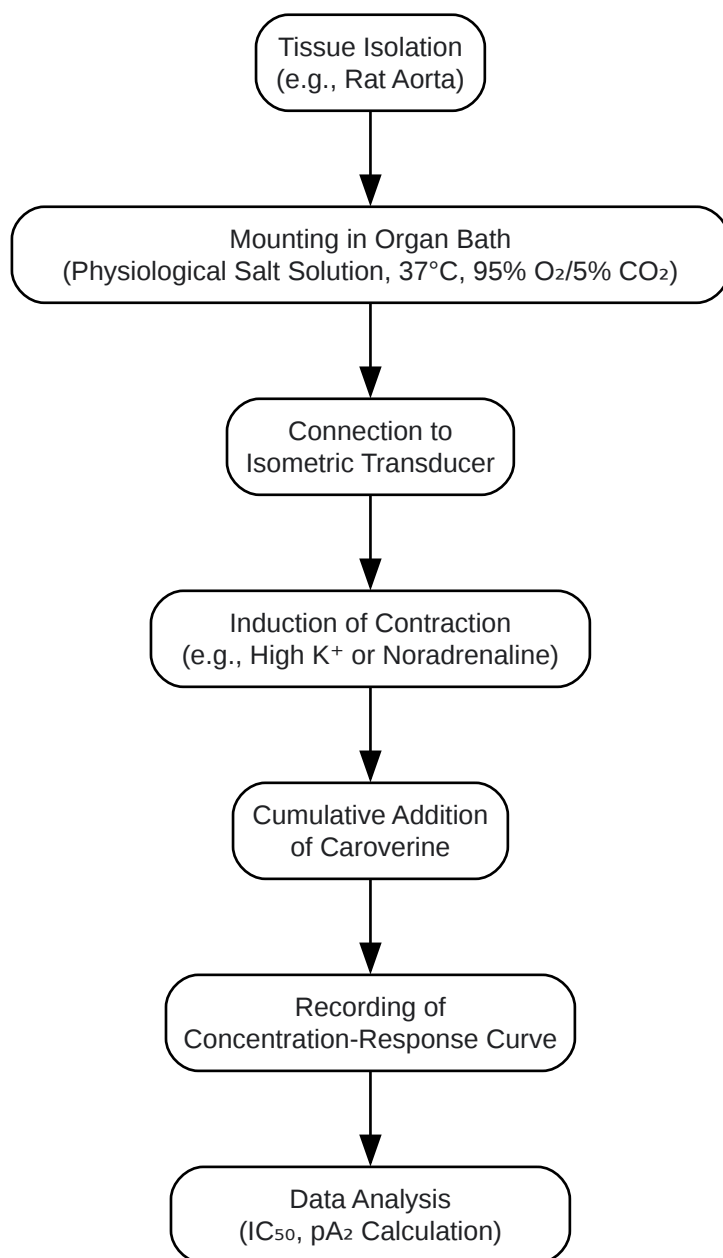 Tissue Isolation
(e.g., Rat Aorta)
Mounting in Organ Bath
(Physiological Salt Solution, 37°C, 95% O₂/5% CO₂)
Connection to
Isometric Transducer
Induction of Contraction
(e.g., High K⁺ or Noradrenaline)
Cumulative Addition
of Caroverine
Recording of
Concentration-Response Curve
Data Analysis
(IC₅₀, pA₂ Calculation)